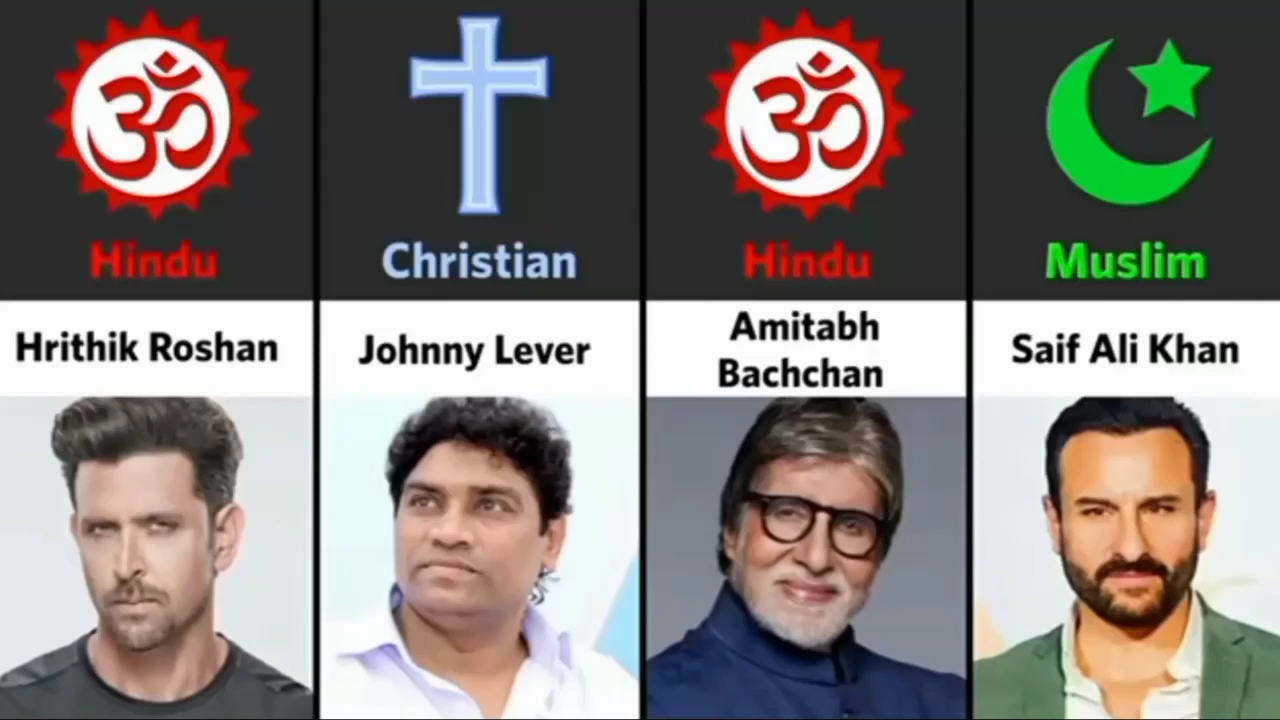 ॐ
Hindu
Hrithik Roshan
Christian
Johnny Lever
ॐ
Hindu
Amitabh
Bachchan
Muslim
Saif Ali Khan